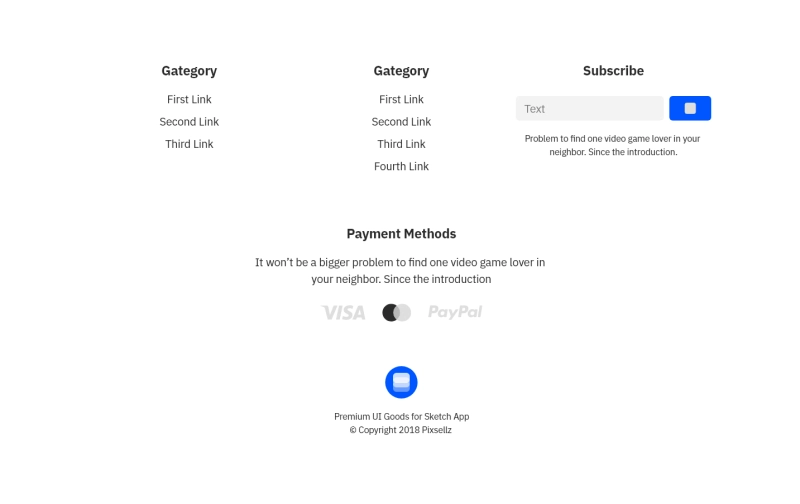 Gategory
First Link
Second Link
Third Link
Gategory
First Link
Second Link
Third Link
Fourth Link
Subscribe
Text
Problem to find one video game lover in your
neighbor. Since the introduction.
Payment Methods
It won’t be a bigger problem to find one video game lover in
your neighbor. Since the introduction
VISA
PayPal
Premium UI Goods for Sketch App
© Copyright 2018 Pixsellz